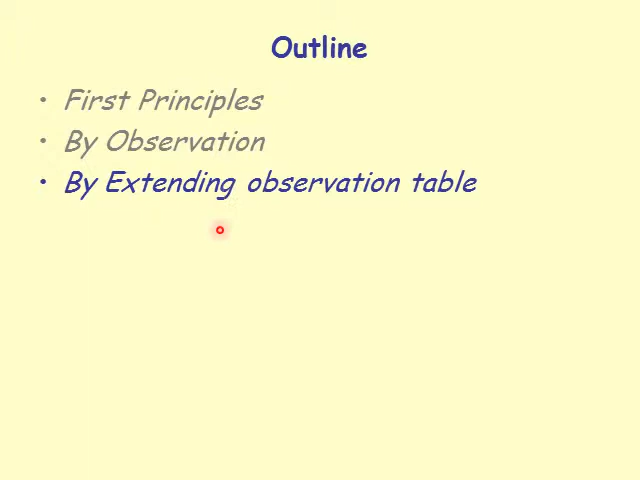 Outline
• First Principles
• By Observation
• By Extending observation table